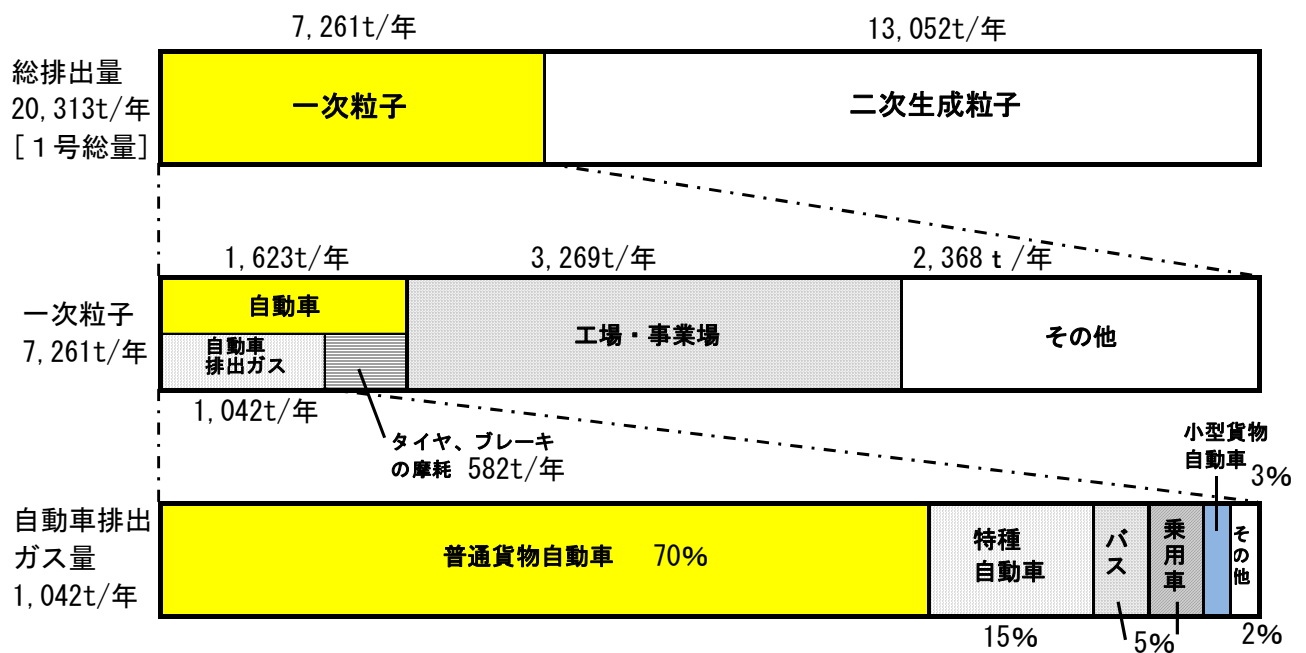 7,261t/年
13,052t/年
総排出量
20,313t/年
[１号総量]
一次粒子
二次生成粒子
1,623t/年
3,269t/年
2,368ｔ/年
一次粒子
7,261t/年
自動車
自動車
排出ガス
工場・事業場
その他
1,042t/年
タイヤ、ブレーキ
の摩耗 582t/年
小型貨物
自動車
3%
自動車排出
ガス量
1,042t/年
普通貨物自動車 70%
特種
自動車
バス
乗用車
その他
15%
5%
2%